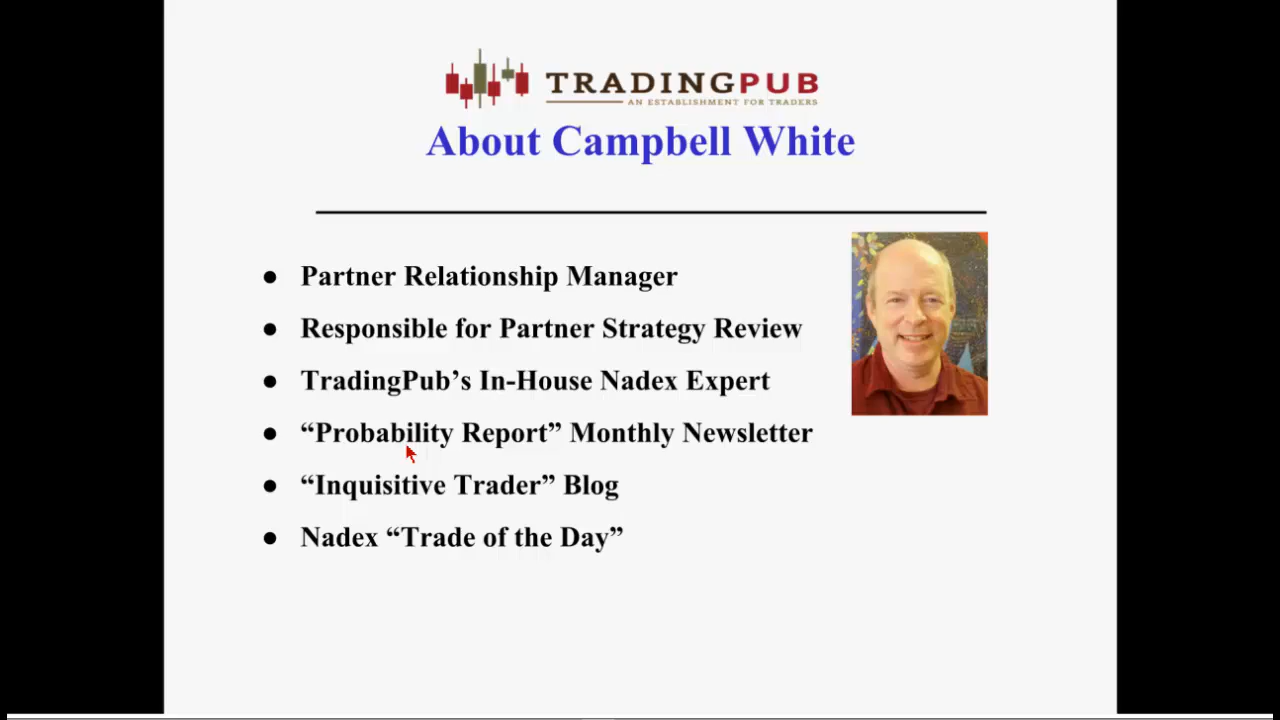 TRADINGPUB
AN ESTABLISHMENT FOR TRADERS
About Campbell White
● Partner Relationship Manager
● Responsible for Partner Strategy Review
● TradingPub’s In-House Nadex Expert
● “Probability Report” Monthly Newsletter
● “Inquisitive Trader” Blog
● Nadex “Trade of the Day”